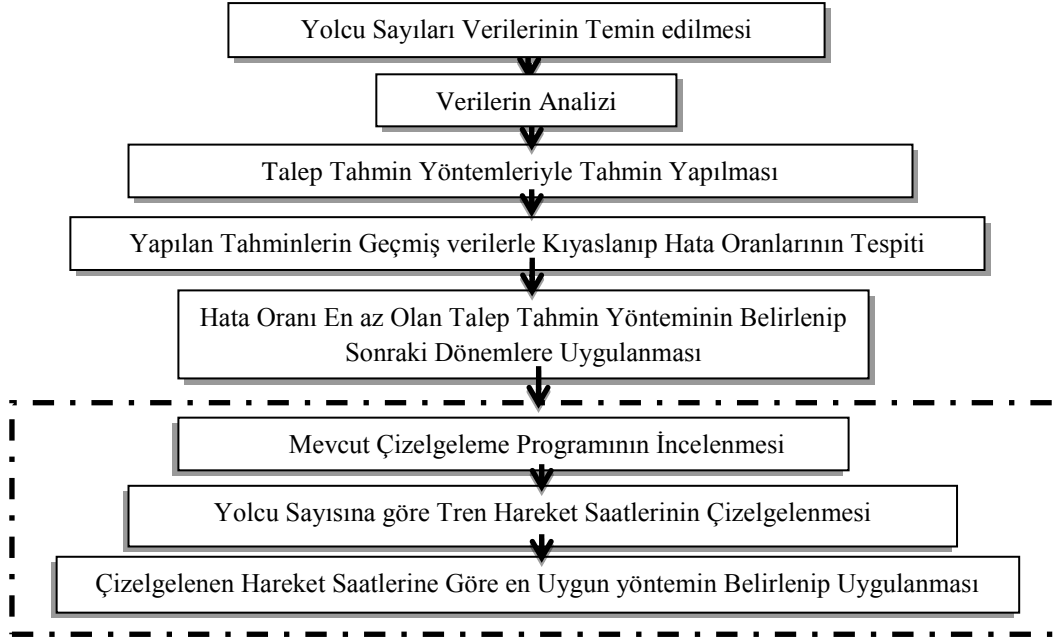 Yolcu Sayıları Verilerinin Temin edilmesi
Verilerin Analizi
Talep Tahmin Yöntemleriyle Tahmin Yapılması
Yapılan Tahminlerin Geçmiş verilerle Kıyaslanıp Hata Oranlarının Tespiti
Hata Oranı En az Olan Talep Tahmin Yönteminin Belirlenip
Sonraki Dönemlere Uygulanması
Mevcut Çizelgeleme Programının İncelenmesi
Yolcu Sayısına göre Tren Hareket Saatlerinin Çizelgelenmesi
Çizelgelenen Hareket Saatlerine Göre en Uygun yöntemin Belirlenip Uygulanması